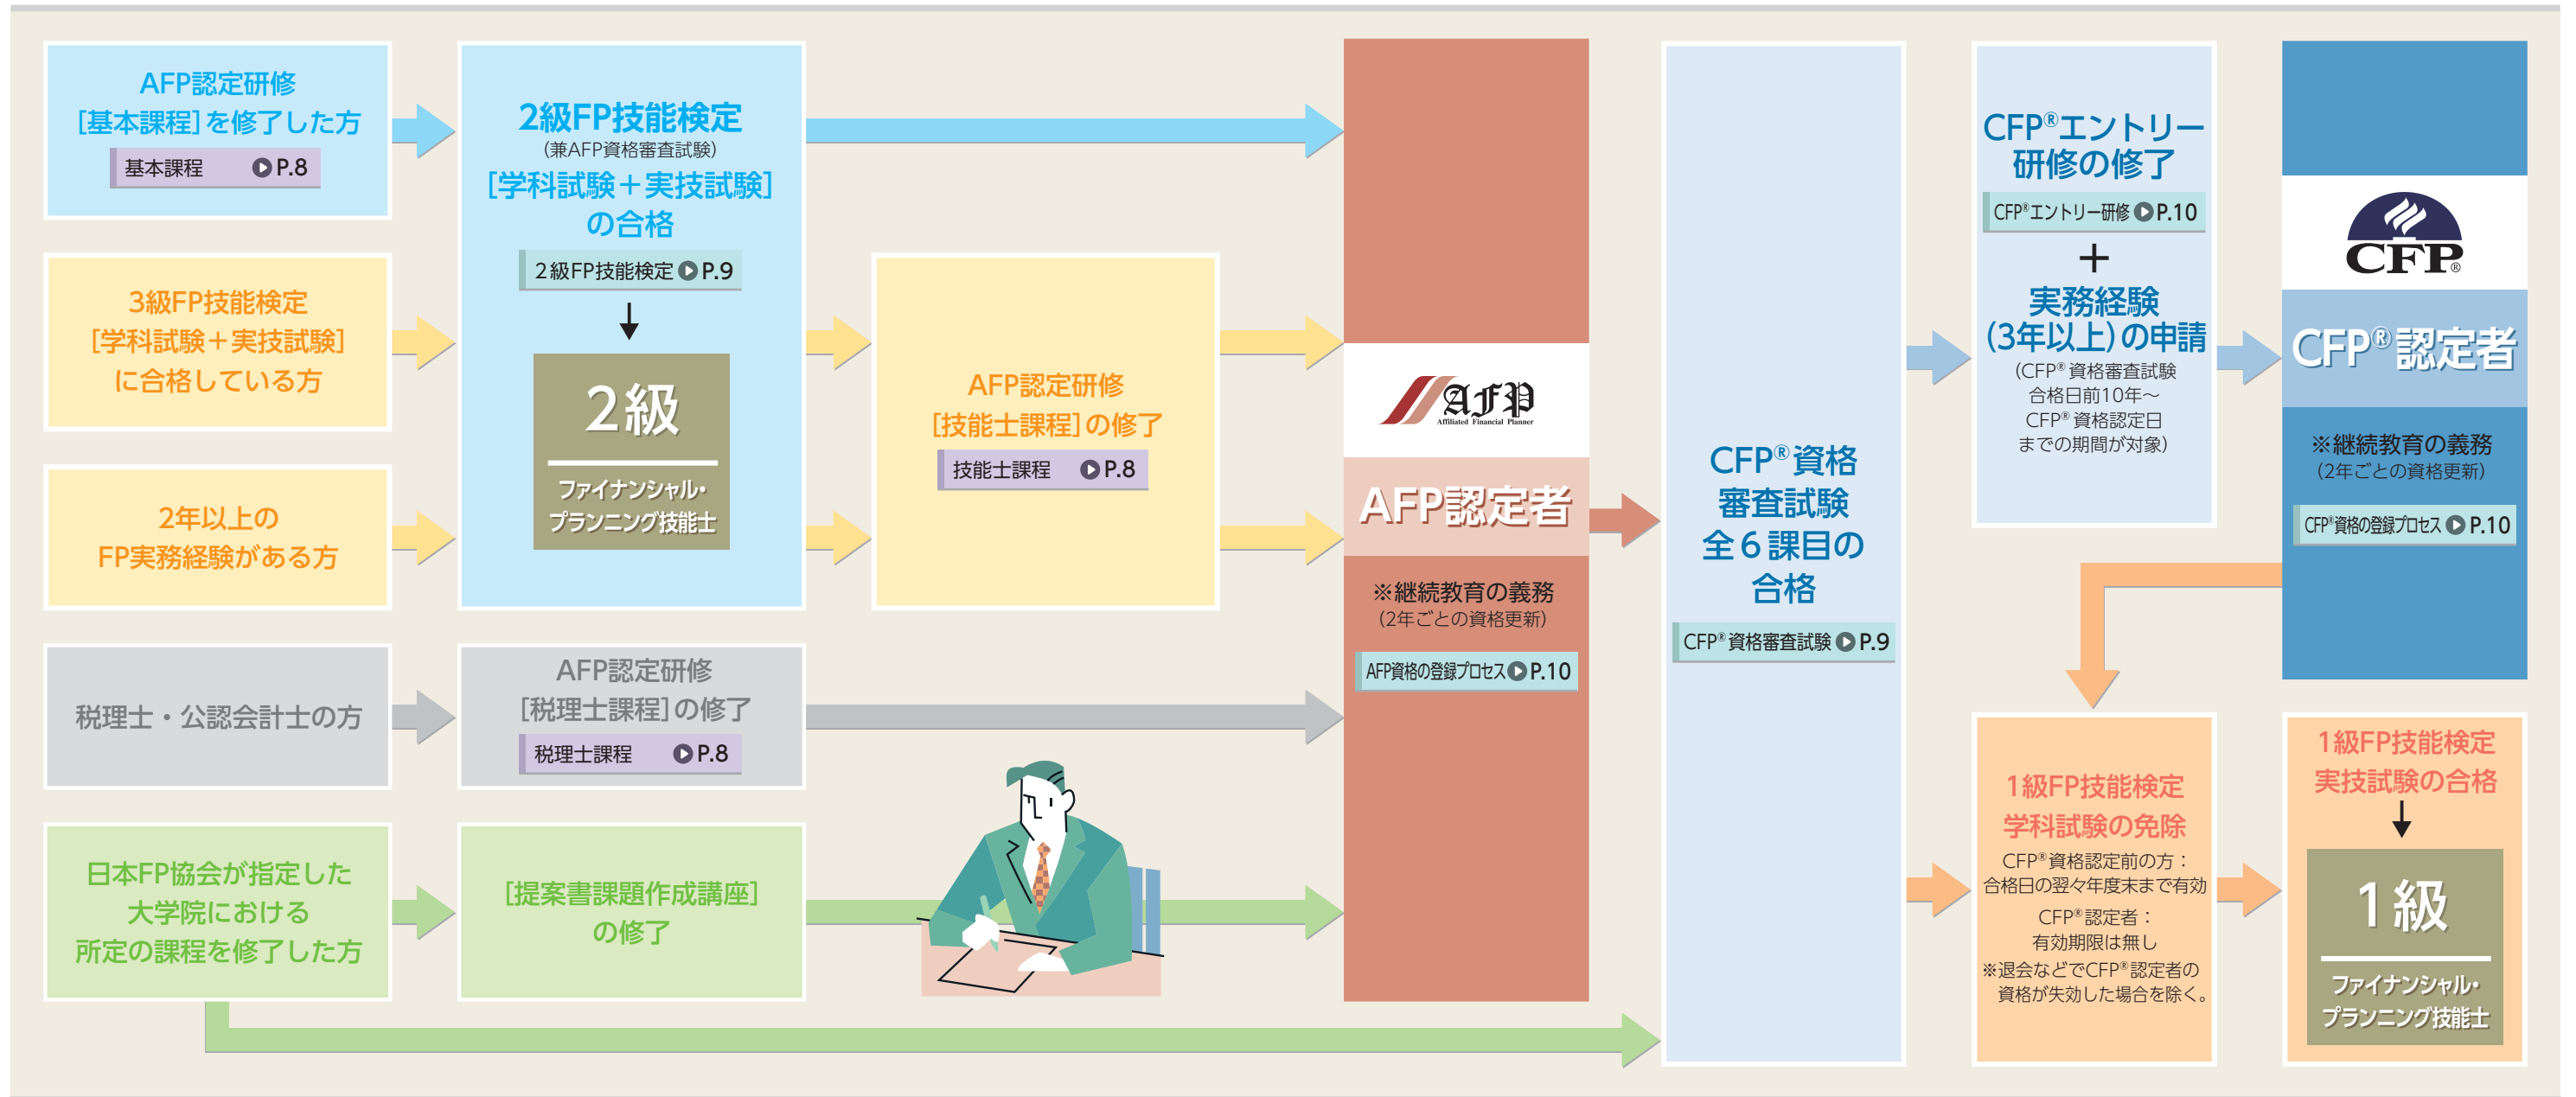 AFP認定研修
[基本課程]を修了した方
基本課程 P.8
3級FP技能検定
[学科試験＋実技試験]
に合格している方
2年以上の
FP実務経験がある方
税理士・公認会計士の方
日本FP協会が指定した
大学院における
所定の課程を修了した方
2級FP技能検定
(兼AFP資格審査試験)
[学科試験＋実技試験]
の合格
2級FP技能検定 P.9
2級
ファイナンシャル・
プランニング技能士
AFP認定研修
[税理士課程]の修了
税理士課程 P.8
[提案書課題作成講座]
の修了
AFP認定研修
[技能士課程]の修了
技能士課程 P.8
AFP
Affiliated Financial Planner
AFP認定者
※継続教育の義務
(2年ごとの資格更新)
AFP資格の登録プロセス P.10
CFP®資格
審査試験
全６課目の
合格
CFP®資格審査試験 P.9
CFP®エントリー
研修の修了
CFP®エントリー研修 P.10
＋
実務経験
(3年以上)の申請
(CFP®資格審査試験
合格日前10年～
CFP®資格認定日
までの期間が対象)
CFP®
CFP®認定者
※継続教育の義務
(2年ごとの資格更新)
CFP®資格の登録プロセス P.10
1級FP技能検定
学科試験の免除
CFP®資格認定前の方：
合格日の翌々年度末まで有効
CFP®認定者：
有効期限は無し
※退会などでCFP®認定者の
資格が失効した場合を除く。
1級FP技能検定
実技試験の合格
1級
ファイナンシャル・
プランニング技能士